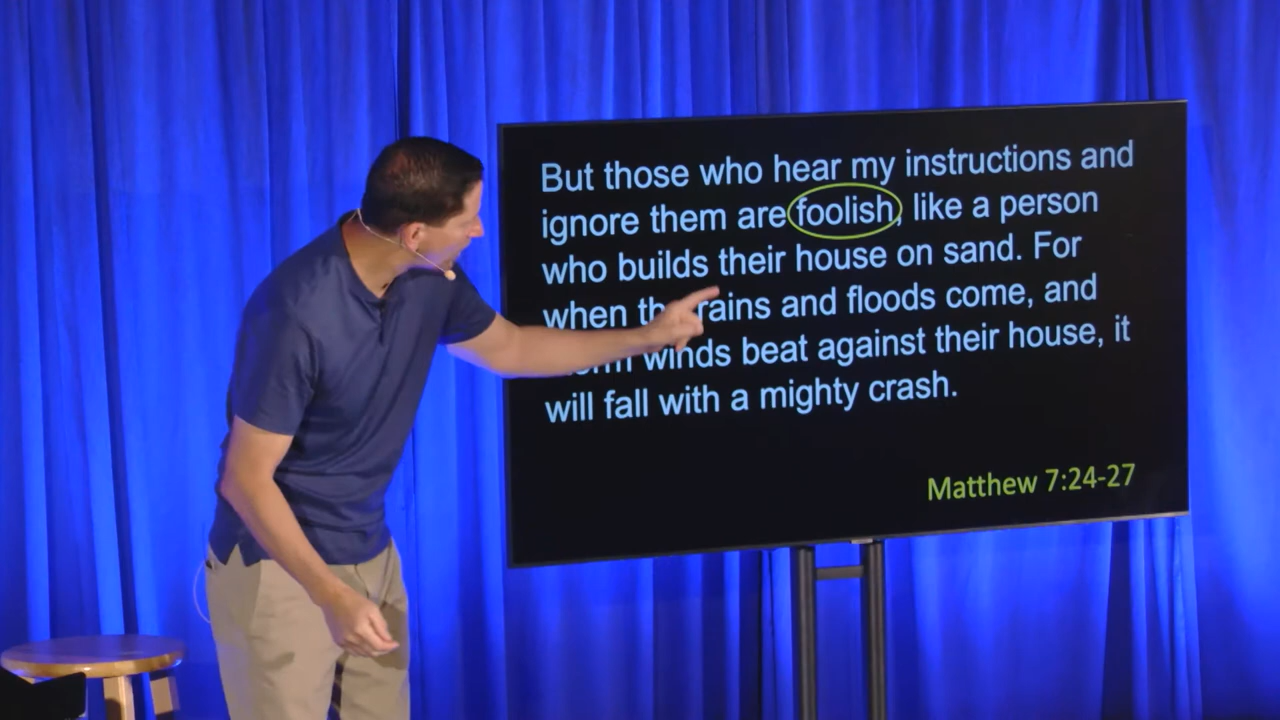 But those who hear my instructions and
ignore them are foolish, like a person
who builds their house on sand. For
when rains and floods come, and
winds beat against their house, it
will fall with a mighty crash.
Matthew 7:24-27